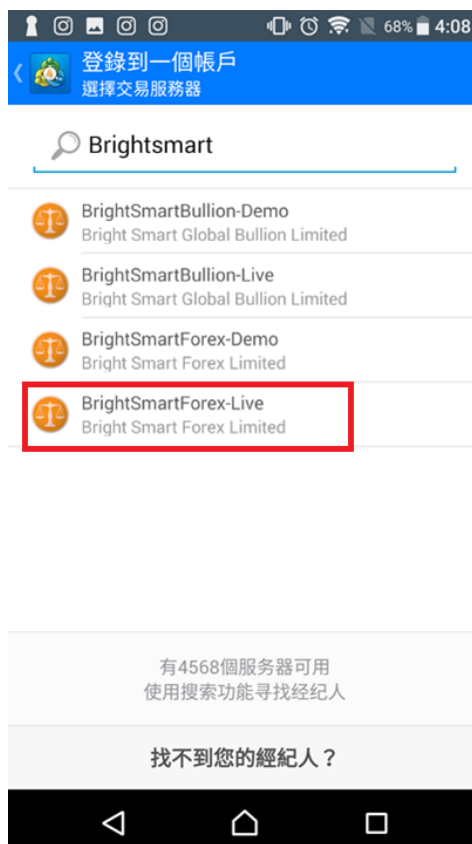 68% 4:08
登錄到一個帳戶
選擇交易服務器
Brightsmart
BrightSmartBullion-Demo
Bright Smart Global Bullion Limited
BrightSmartBullion-Live
Bright Smart Global Bullion Limited
BrightSmartForex-Demo
Bright Smart Forex Limited
BrightSmartForex-Live
Bright Smart Forex Limited
有4568個服务器可用
使用搜索功能寻找经纪人
找不到您的經紀人？